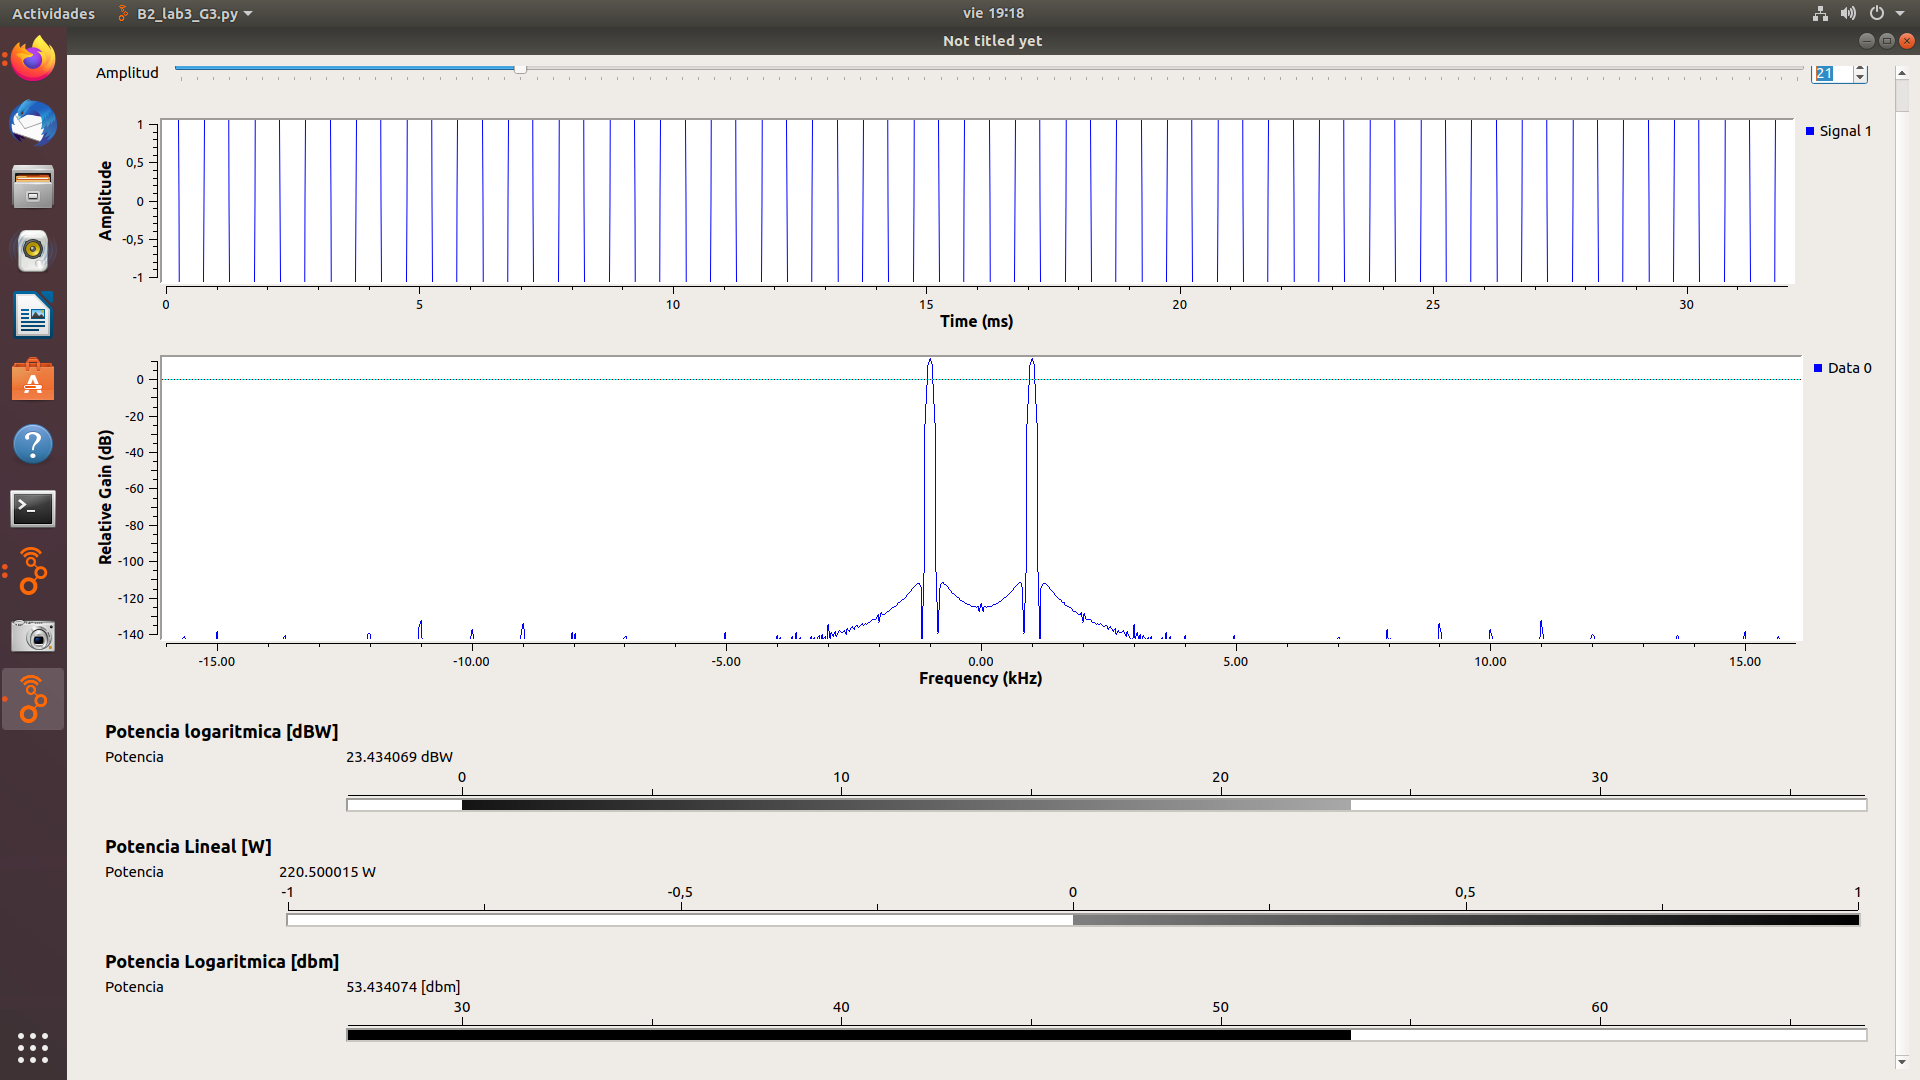 Actividades B2_lab3_G3.py vie 19:18
Not titled yet
Amplitud 21
1
0,5
0
-0,5
-1
Amplitude
Signal 1
0 5 10 15 20 25 30
Time (ms)
0
-20
-40
-60
-80
-100
-120
-140
Relative Gain (dB)
Data 0
-15.00 -10.00 -5.00 0.00 5.00 10.00 15.00
Frequency (kHz)
Potencia logaritmica [dBW]
Potencia 23.434069 dBW
0 10 20 30
Potencia Lineal [W]
Potencia 220.500015 W
-1 -0,5 0 0,5 1
Potencia Logaritmica [dbm]
Potencia 53.434074 [dbm]
30 40 50 60